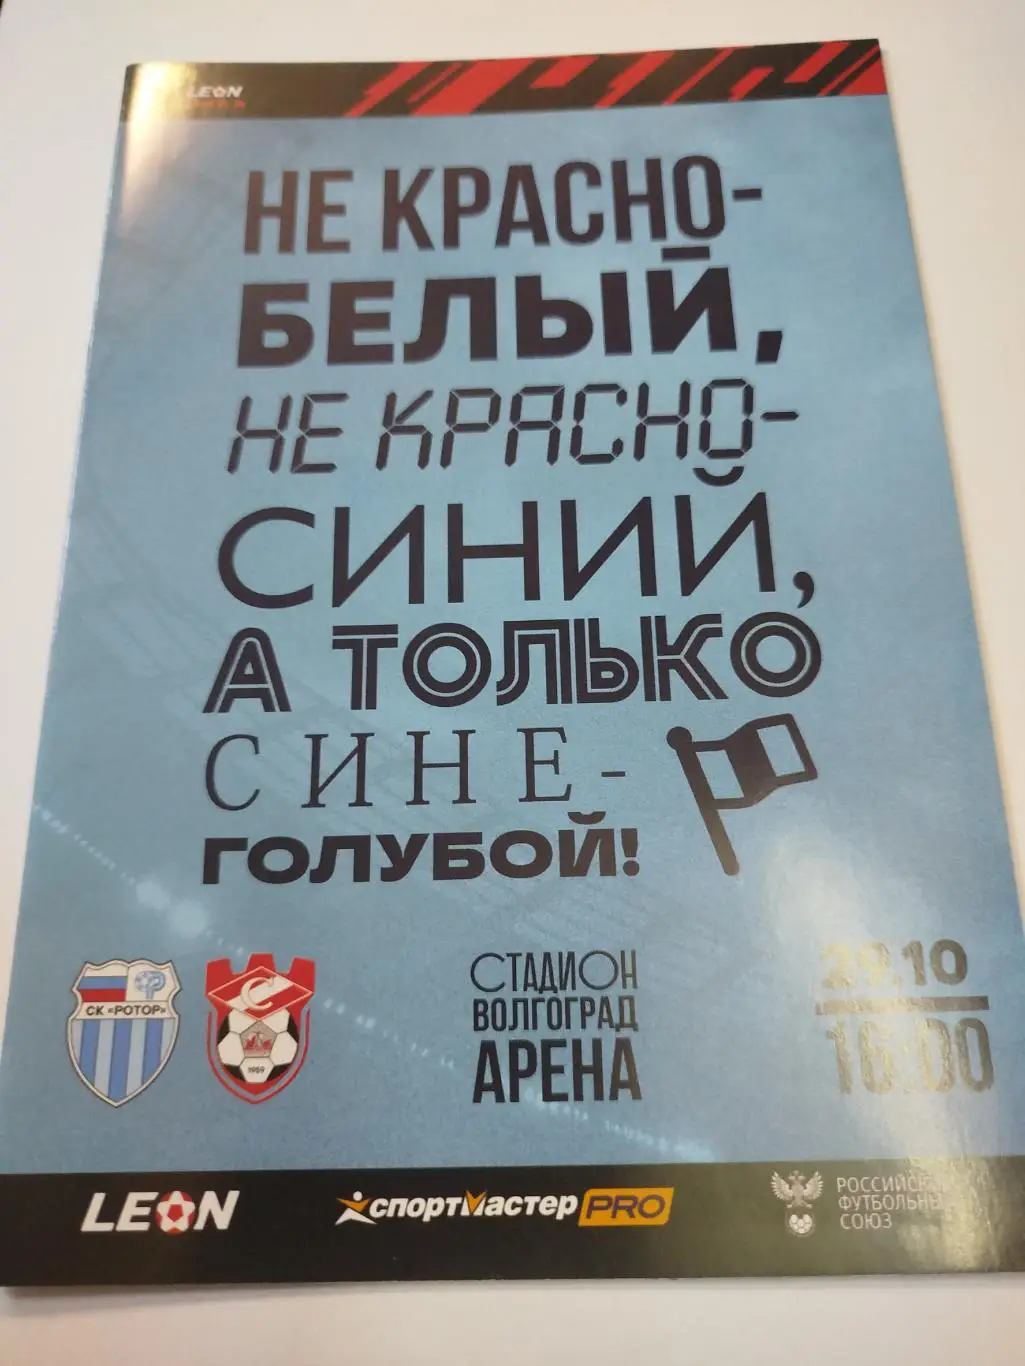 LEON
НЕ КРАСНО-
БЕЛЫЙ,
НЕ КРАСНО-
СИНИЙ,
А ТОЛЬКО
СИНЕ-
ГОЛУБОЙ!
СК «РОТОР»
С
1959
СТАДИОН
ВОЛГОГРАД
АРЕНА
29.10
16:00
LEON
СПОРТМАСТЕР PRO
РОССИЙС
ФУТБОЛЬНЫ
СОЮЗ